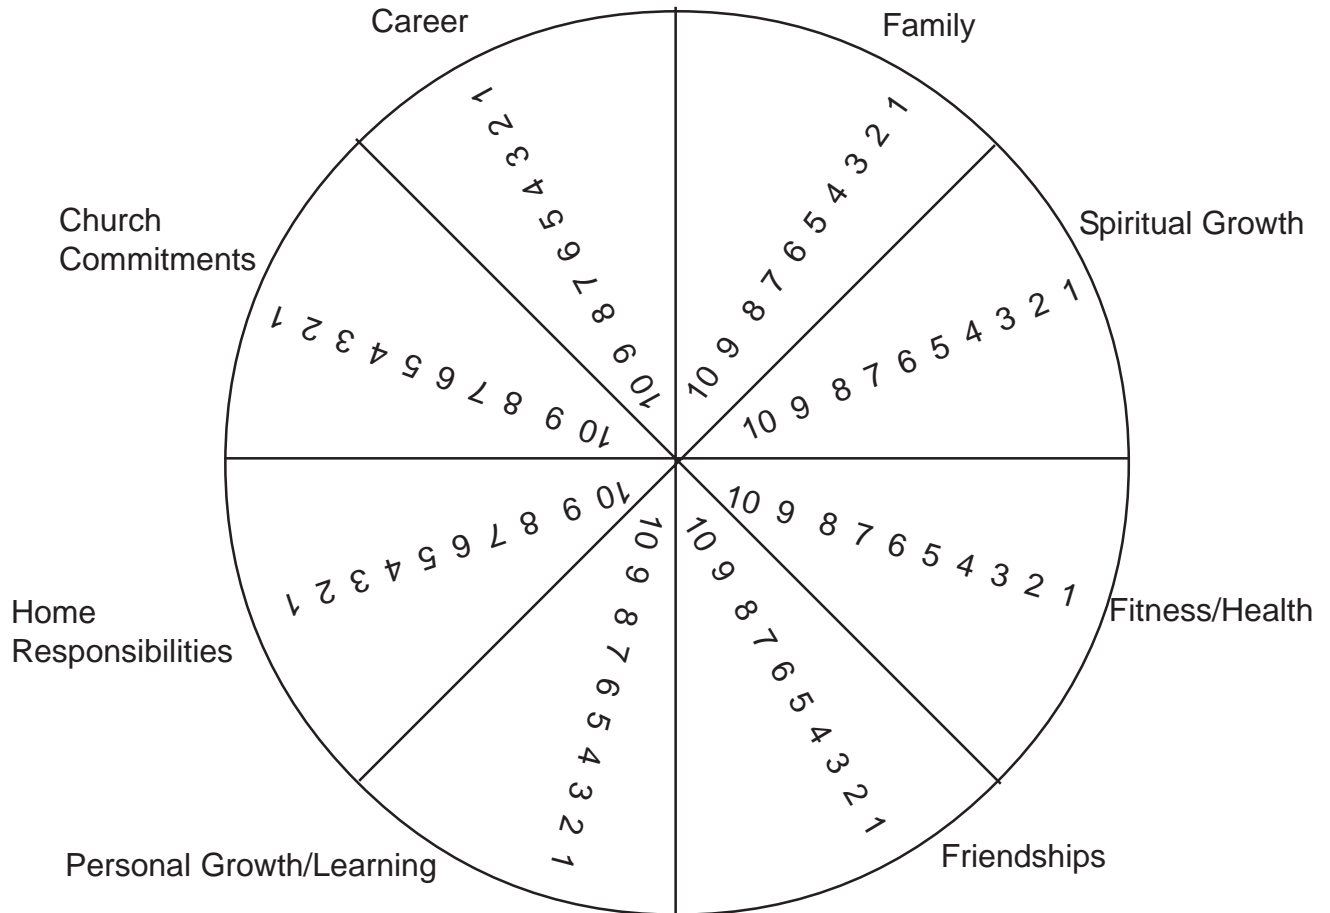 Career
Family
1 2 3 4 5 6 7 8 9 10
10 9 8 7 6 5 4 3 2 1
Church
Commitments
Spiritual Growth
1 2 3 4 5 6 7 8 9 10
10 9 8 7 6 5 4 3 2 1
Home
Responsibilities
1 2 3 4 5 6 7 8 9 10
10 9 8 7 6 5 4 3 2 1
Fitness/Health
10 9 8 7 6 5 4 3 2 1
10 9 8 7 6 5 4 3 2 1
Personal Growth/Learning
Friendships